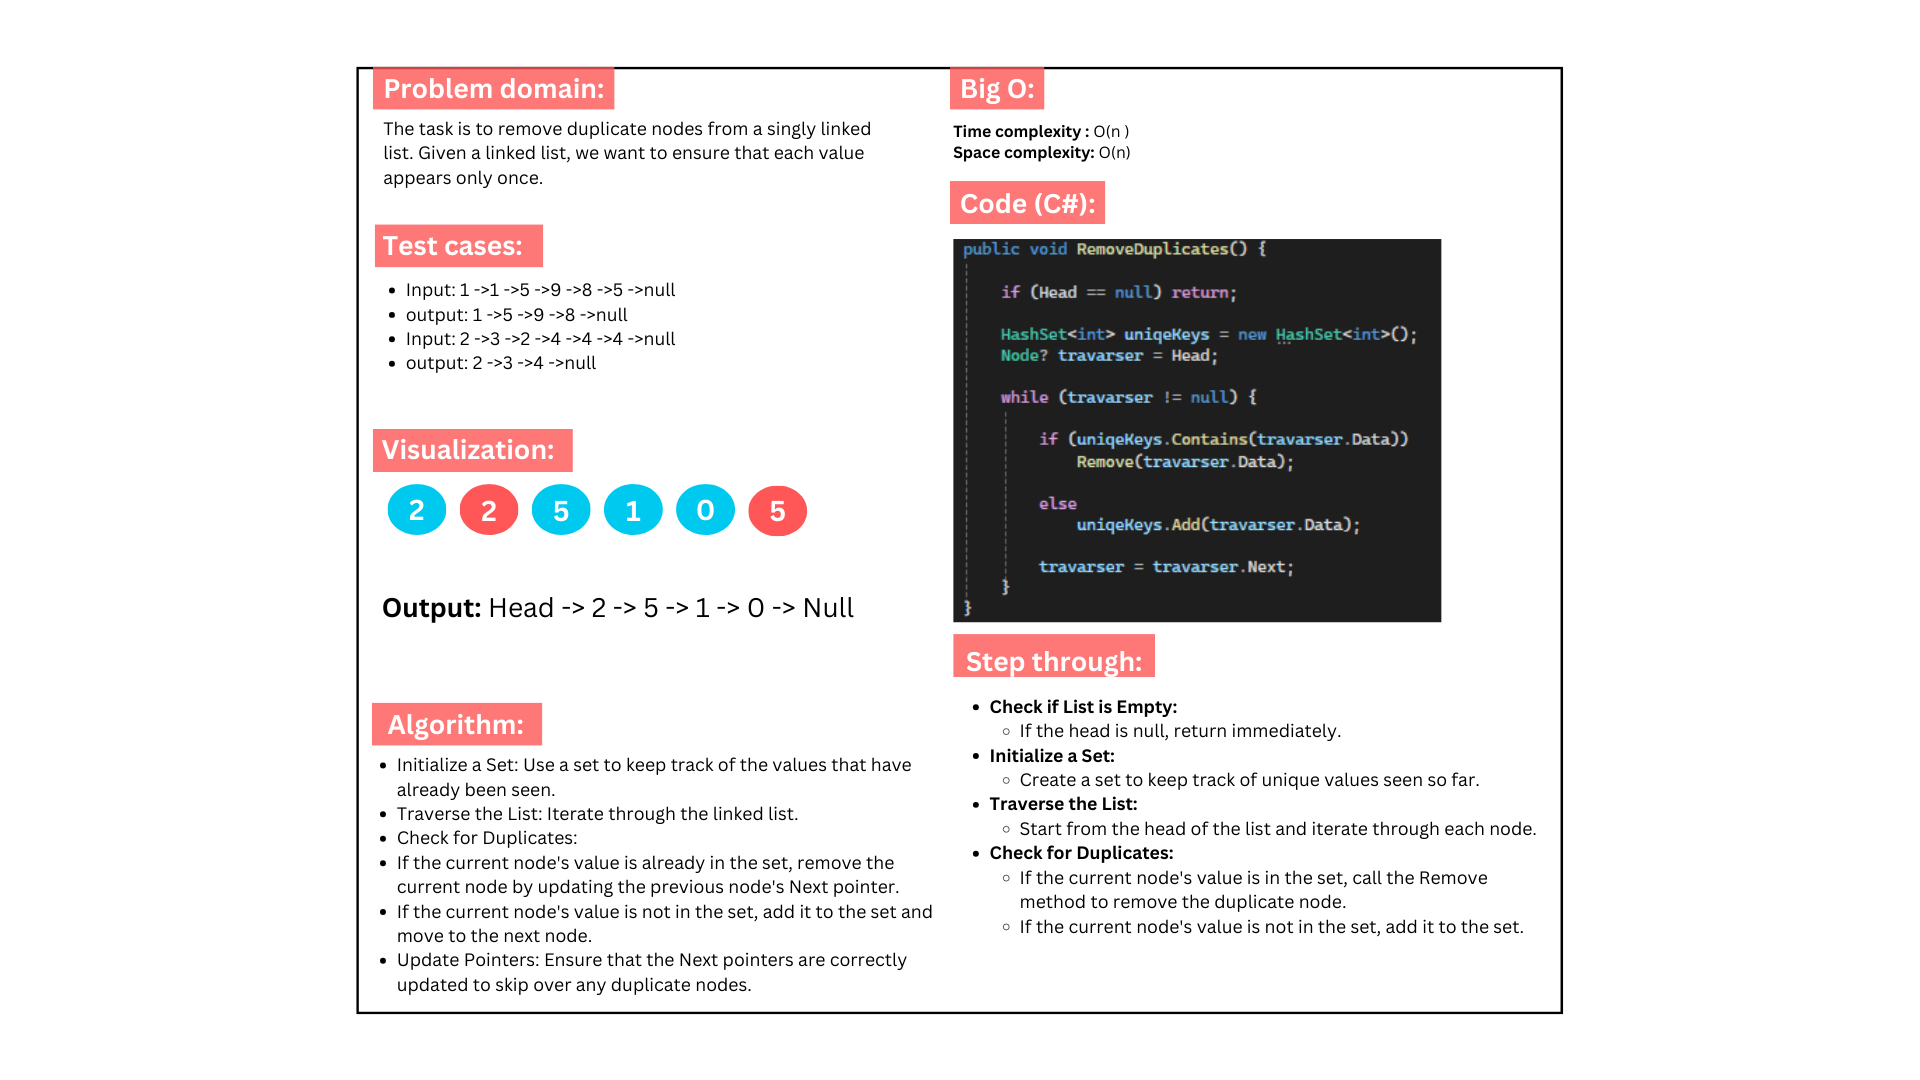 Problem domain:
The task is to remove duplicate nodes from a singly linked
list. Given a linked list, we want to ensure that each value
appears only once.
Test cases:
• Input: 1 ->1 ->5 ->9 ->8 ->5 ->null
• output: 1 ->5 ->9 ->8 ->null
• Input: 2 ->3 ->2 ->4 ->4 ->4 ->null
• output: 2 ->3 ->4 ->null
Visualization:
2 2 5 1 0 5
Output: Head -> 2 -> 5 -> 1 -> 0 -> Null
Algorithm:
• Initialize a Set: Use a set to keep track of the values that have
already been seen.
• Traverse the List: Iterate through the linked list.
• Check for Duplicates:
• If the current node's value is already in the set, remove the
current node by updating the previous node's Next pointer.
• If the current node's value is not in the set, add it to the set and
move to the next node.
• Update Pointers: Ensure that the Next pointers are correctly
updated to skip over any duplicate nodes.
Big O:
Time complexity : O(n )
Space complexity: O(n)
Code (C#):
public void RemoveDuplicates() {
if (Head == null) return;
HashSet<int> uniqeKeys = new HashSet<int>();
Node? travarser = Head;
while (travarser != null) {
if (uniqeKeys.Contains(travarser.Data))
Remove(travarser.Data);
else
uniqeKeys.Add(travarser.Data);
travarser = travarser.Next;
}
}
Step through:
• Check if List is Empty:
◦ If the head is null, return immediately.
• Initialize a Set:
◦ Create a set to keep track of unique values seen so far.
• Traverse the List:
◦ Start from the head of the list and iterate through each node.
• Check for Duplicates:
◦ If the current node's value is in the set, call the Remove
method to remove the duplicate node.
◦ If the current node's value is not in the set, add it to the set.